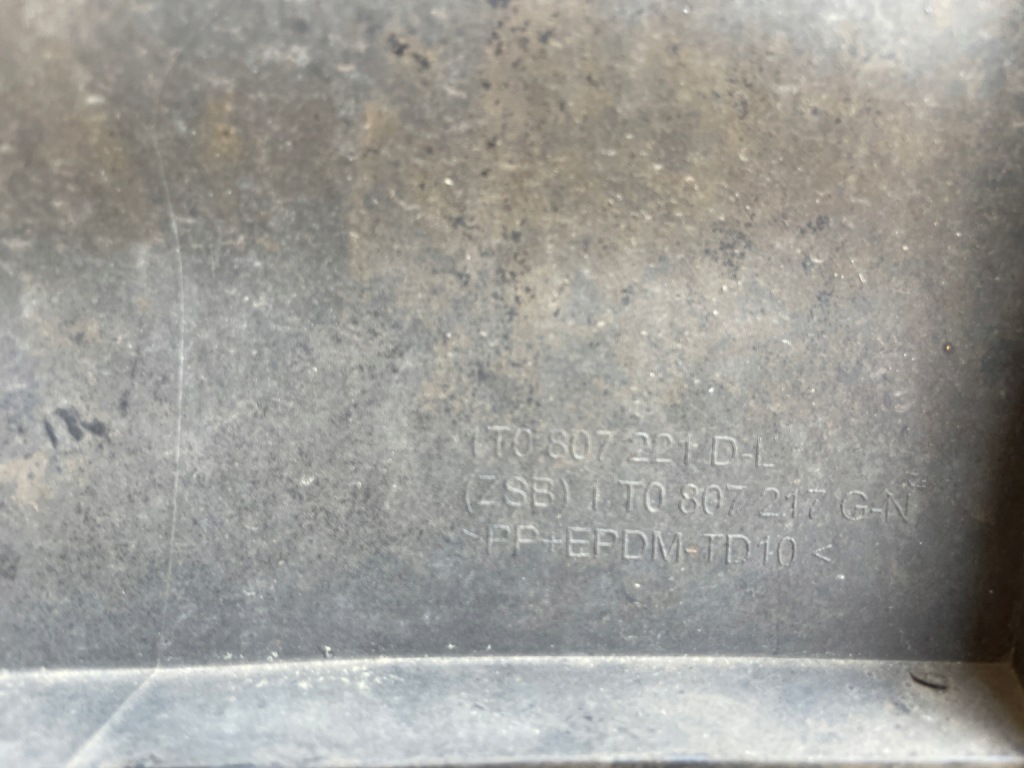 1T0 807 221 D-L
(ZSB) 1T0 807 217 G-N
>PP+EPDM-TD10<